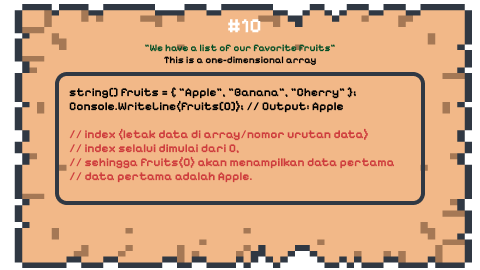 #10
"We have a list of our favorite fruits"
This is a one-dimensional array
string[] fruits = { "Apple", "Banana", "Cherry" };
Console.WriteLine(fruits[0]); // Output: Apple
// index (letak data di array/nomor urutan data)
// index selalui dimulai dari 0,
// sehingga fruits(0) akan menampilkan data pertama
// data pertama adalah Apple.